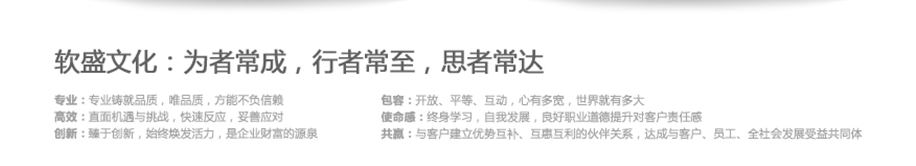 软盛文化：为者常成，行者常至，思者常达
专业：专业铸就品质，唯品质，方能不负信赖
高效：直面机遇与挑战，快速反应，妥善应对
创新：臻于创新，始终焕发活力，是企业财富的源泉
包容：开放、平等、互动，心有多宽，世界就有多大
使命感：终身学习，自我发展，良好职业道德提升对客户责任感
共赢：与客户建立优势互补、互惠互利的伙伴关系，达成与客户、员工、全社会发展受益共同体